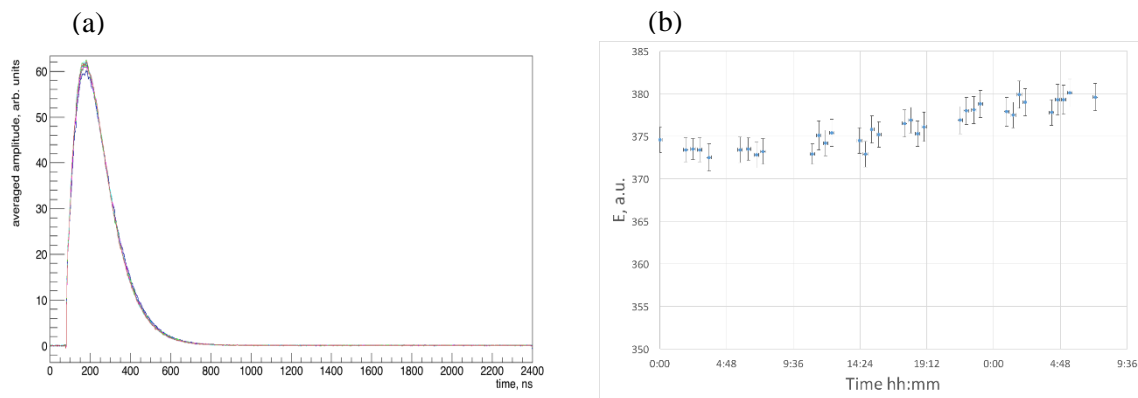 (a)
(b)
averaged amplitude, arb. units
60
50
40
30
20
10
0
0 200 400 600 800 1000 1200 1400 1600 1800 2000 2200 2400
time, ns
E, a.u.
385
380
375
370
365
360
355
350
0:00 4:48 9:36 14:24 19:12 0:00 4:48 9:36
Time hh:mm